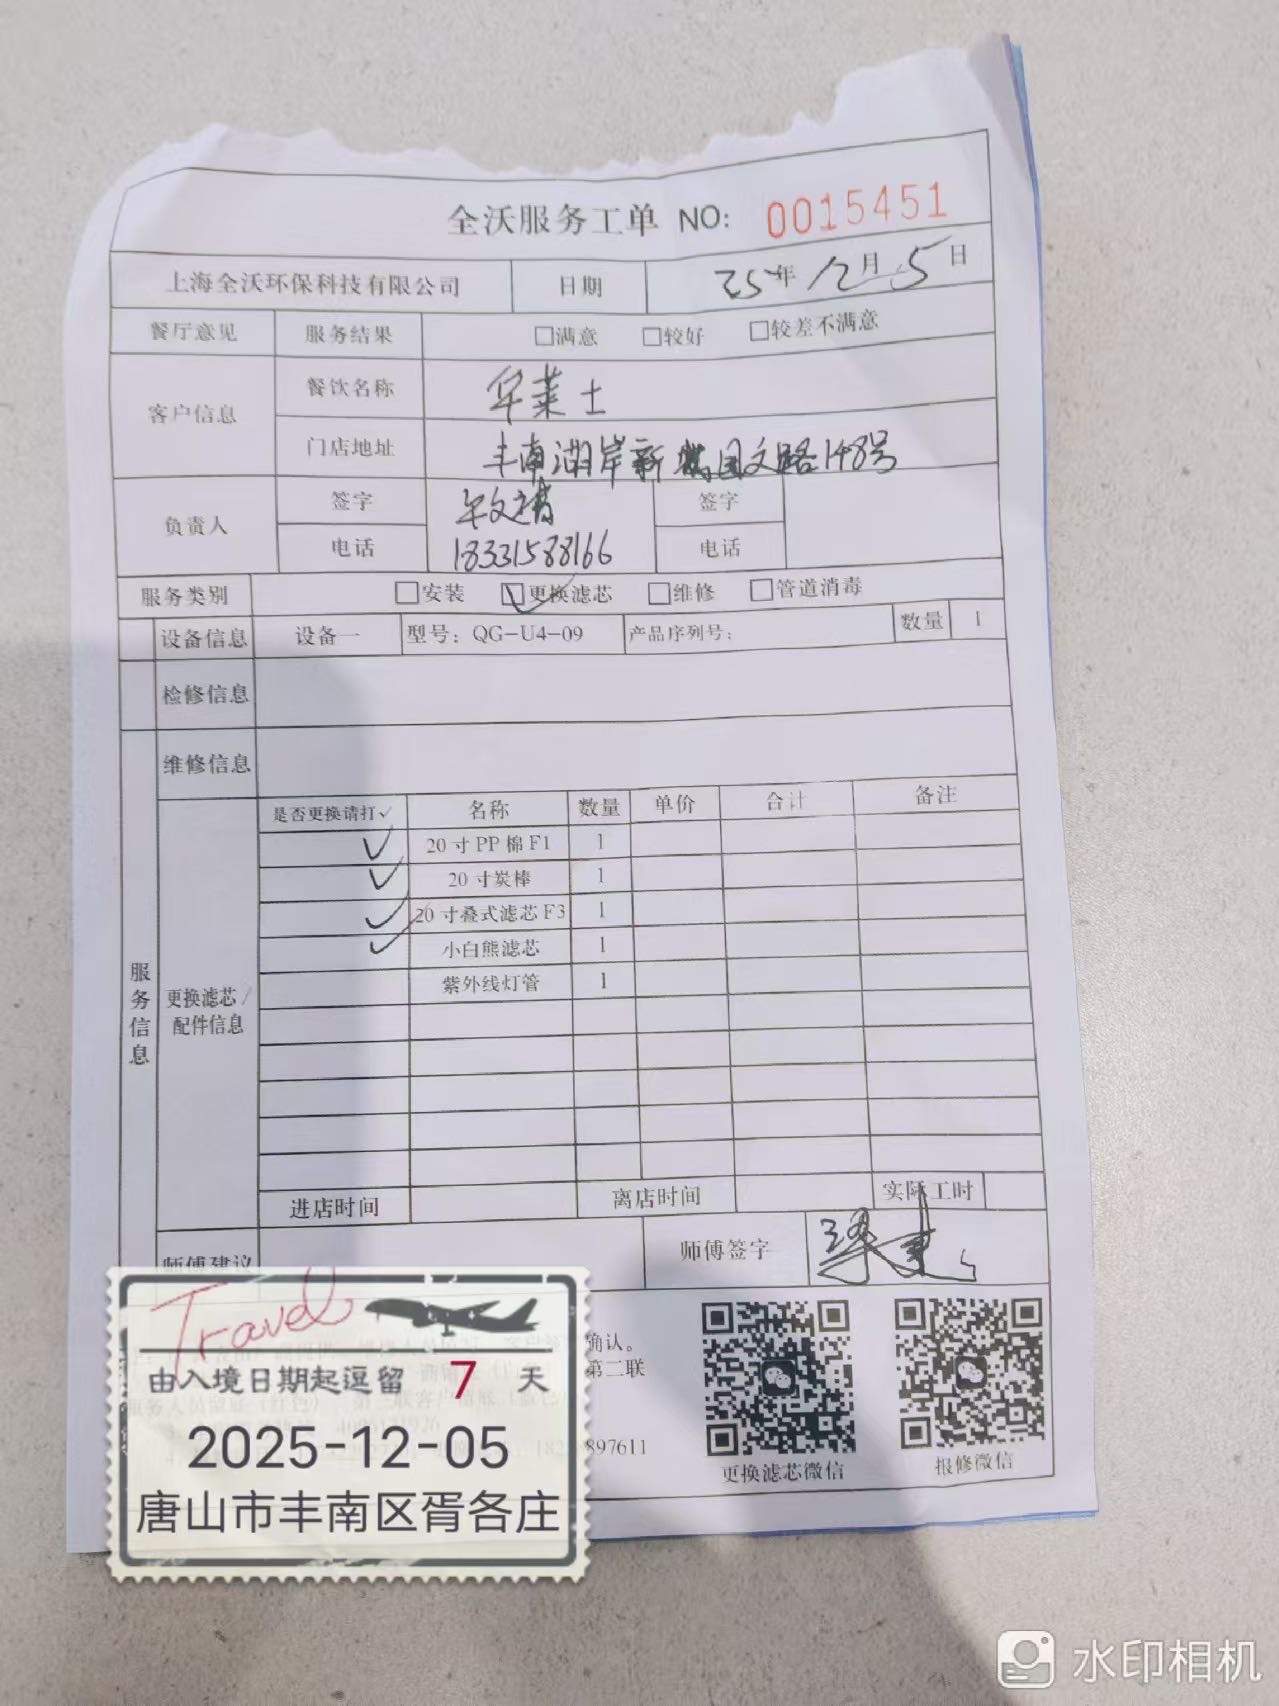 全沃服务工单 NO: 0015451
上海全沃环保科技有限公司 日期 25年 12月 5日
餐厅意见 服务结果 □满意 □较好 □较差不满意
客户信息 餐饮名称 华莱士
门店地址 丰南湖岸新城国文路148号
负责人 签字 签字
电话 18331588166 电话
服务类别 □安装 ☑更换滤芯 □维修 □管道消毒
设备信息 设备一 型号: QG-U4-09 产品序列号: 数量 1
检修信息
维修信息
服务信息
更换滤芯/配件信息
是否更换请打✓ 名称 数量 单价 合计 备注
✓ 20寸PP棉F1 1
✓ 20寸炭棒 1
✓ 20寸叠式滤芯F3 1
✓ 小白熊滤芯 1
紫外线灯管 1
进店时间 离店时间 实际工时
师傅建议 师傅签字
确认。
第二联
897611
更换滤芯微信 报修微信
Travel
由入境日期起逗留 7 天
2025-12-05
唐山市丰南区胥各庄
水印相机